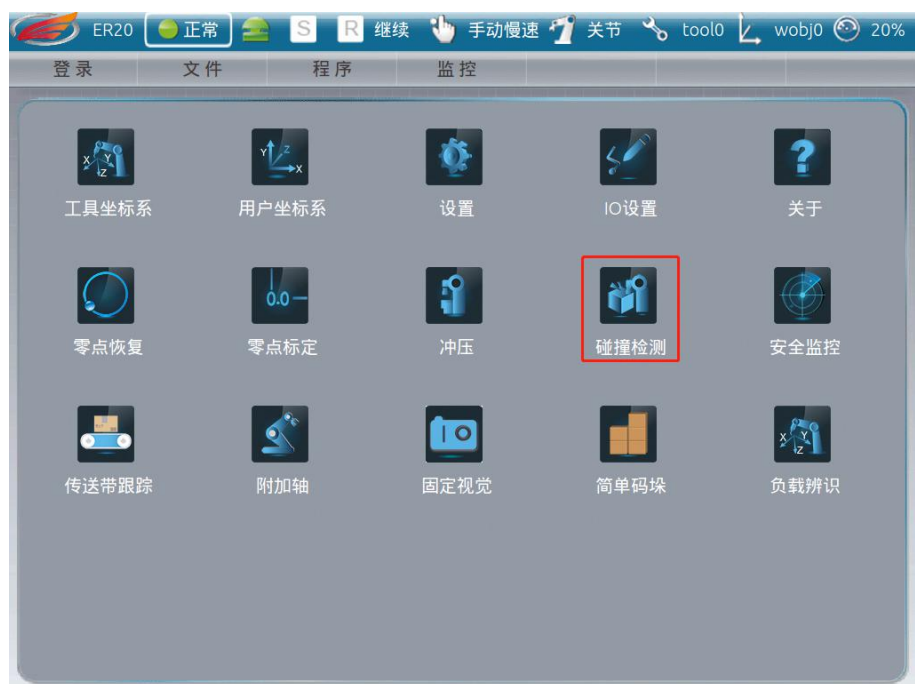 ER20 正常 S R 继续 手动慢速 关节 tool0 wobj0 20%
登录 文件 程序 监控
X Y Z Y Z X ?
工具坐标系 用户坐标系 设置 IO设置 关于
0.0
零点恢复 零点标定 冲压 碰撞检测 安全监控
X Y Z
传送带跟踪 附加轴 固定视觉 简单码垛 负载辨识